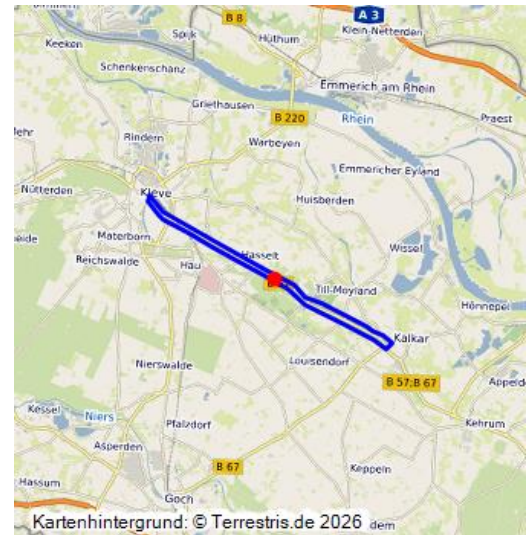 Spijk
B 8
Hüthum
A 3
Klein-Netterden
Keeken
Schenkenschanz
Emmerich am Rhein
Griethausen
Rhein
Praest
B 220
Rindern
Warbeyen
Emmericher Eyland
Nütterden
Kleve
Huisberden
Materborn
Wissel
Reichswalde
Hasselt
Hau
Till-Moyland
Hönnepel
Kalkar
Louisendorf
Nierswalde
B 57;B 67
Kessel
Niers
Pfalzdorf
Kehrum
Asperden
B 67
Keppeln
Hassum
Goch
Kartenhintergrund: © Terrestris.de 2026